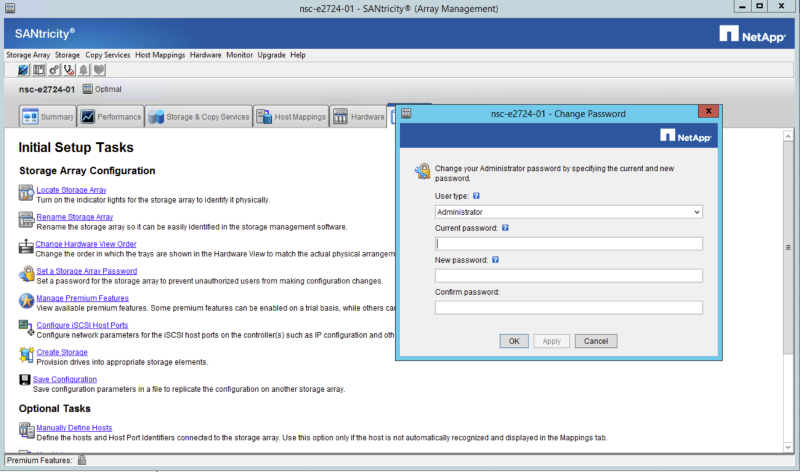 nsc-e2724-01 - SANtricity® (Array Management)
SANtricity®
NetApp
Storage Array Storage Copy Services Host Mappings Hardware Monitor Upgrade Help
nsc-e2724-01 Optimal
Summary Performance Storage & Copy Services Host Mappings Hardware
Initial Setup Tasks
Storage Array Configuration
Locate Storage Array
Turn on the indicator lights for the storage array to identify it physically.
Rename Storage Array
Rename the storage array so it can be easily identified in the storage management software.
Change Hardware View Order
Change the order in which the trays are shown in the Hardware View to match the actual physical arrangem
Set a Storage Array Password
Set a password for the storage array to prevent unauthorized users from making configuration changes.
Manage Premium Features
View available premium features. Some premium features can be enabled on a trial basis, while others ca
Configure iSCSI Host Ports
Configure network parameters for the iSCSI host ports on the controller(s) such as IP configuration and oth
Create Storage
Provision drives into appropriate storage elements.
Save Configuration
Save configuration parameters in a file to replicate the configuration on another storage array.
Optional Tasks
Manually Define Hosts
Define the hosts and Host Port Identifiers connected to the storage array. Use this option only if the host is not automatically recognized and displayed in the Mappings tab.
Premium Features:
nsc-e2724-01 - Change Password
NetApp
Change your Administrator password by specifying the current and new
password.
User type: ?
Administrator
Current password: ?
New password: ?
Confirm password:
OK Apply Cancel